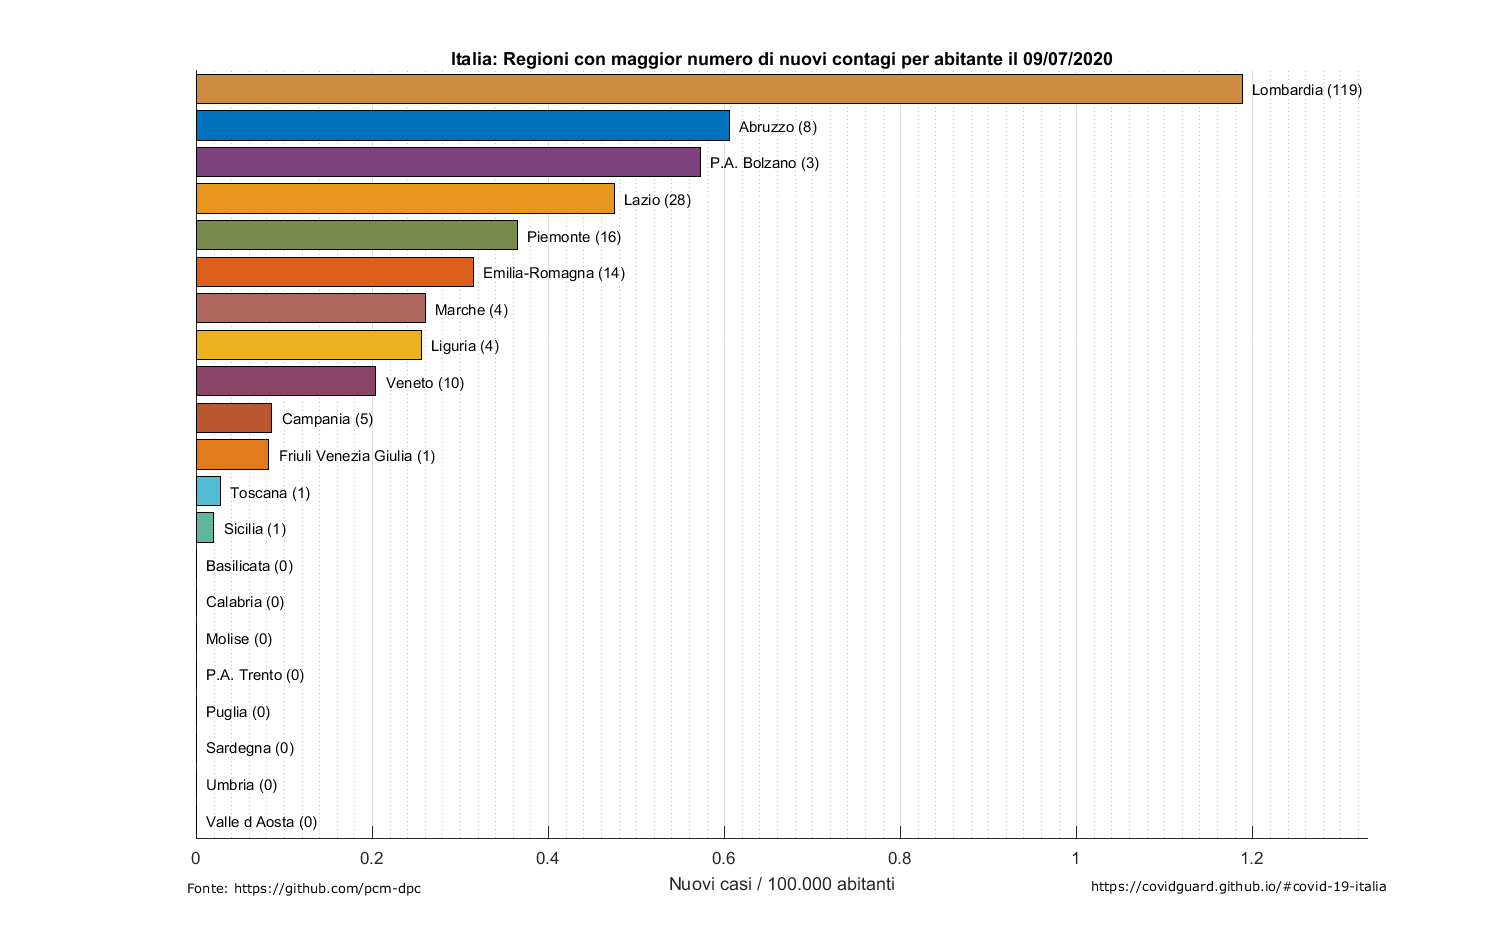 Italia: Regioni con maggior numero di nuovi contagi per abitante il 09/07/2020
Lombardia (119)
Abruzzo (8)
P.A. Bolzano (3)
Lazio (28)
Piemonte (16)
Emilia-Romagna (14)
Marche (4)
Liguria (4)
Veneto (10)
Campania (5)
Friuli Venezia Giulia (1)
Toscana (1)
Sicilia (1)
Basilicata (0)
Calabria (0)
Molise (0)
P.A. Trento (0)
Puglia (0)
Sardegna (0)
Umbria (0)
Valle d Aosta (0)
0 0.2 0.4 0.6 0.8 1 1.2
Nuovi casi / 100.000 abitanti
Fonte: https://github.com/pcm-dpc
https://covidguard.github.io/#covid-19-italia